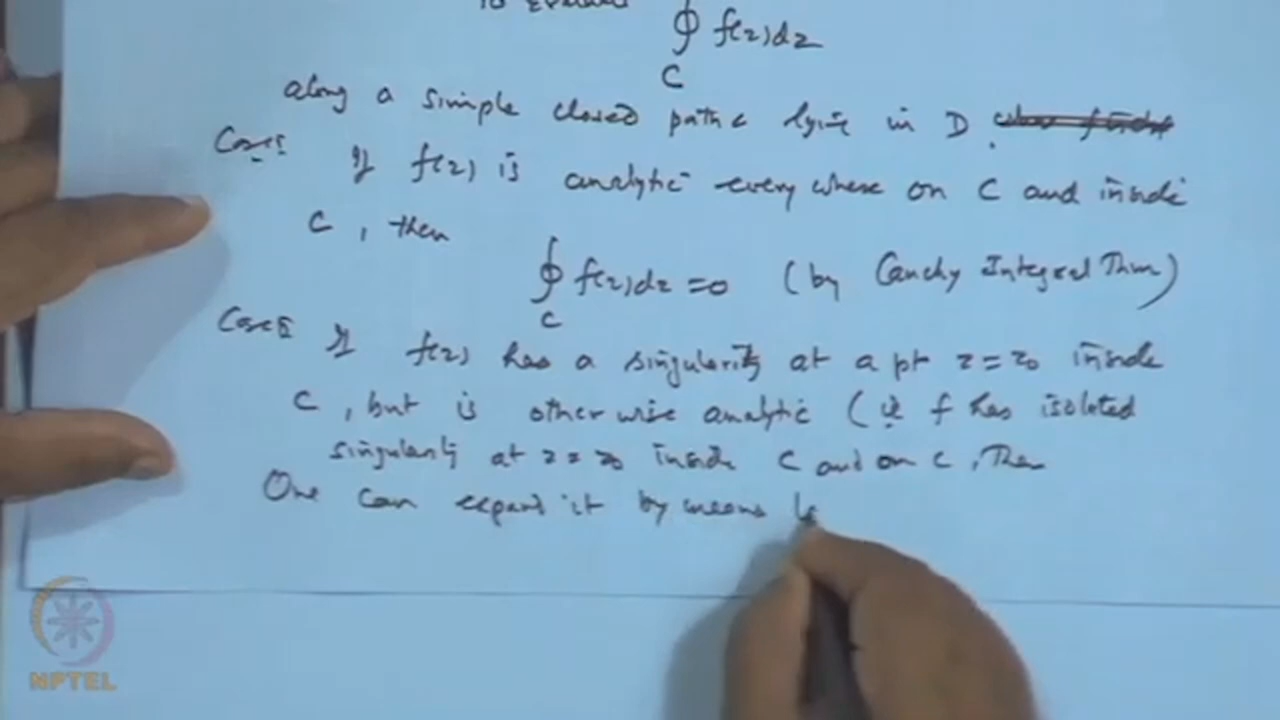 to evaluate ∮ f(z)dz
C
along a simple closed path c lying in D.
Case I If f(z) is analytic everywhere on C and inside
C, then
∮ f(z)dz = 0 (by Cauchy Integral Thm)
C
Case II If f(z) has a singularity at a pt z = z0 inside
C, but is otherwise analytic (ie f has isolated
singularity at z = z0 inside C and on C, Then
One can expand it by means
NPTEL